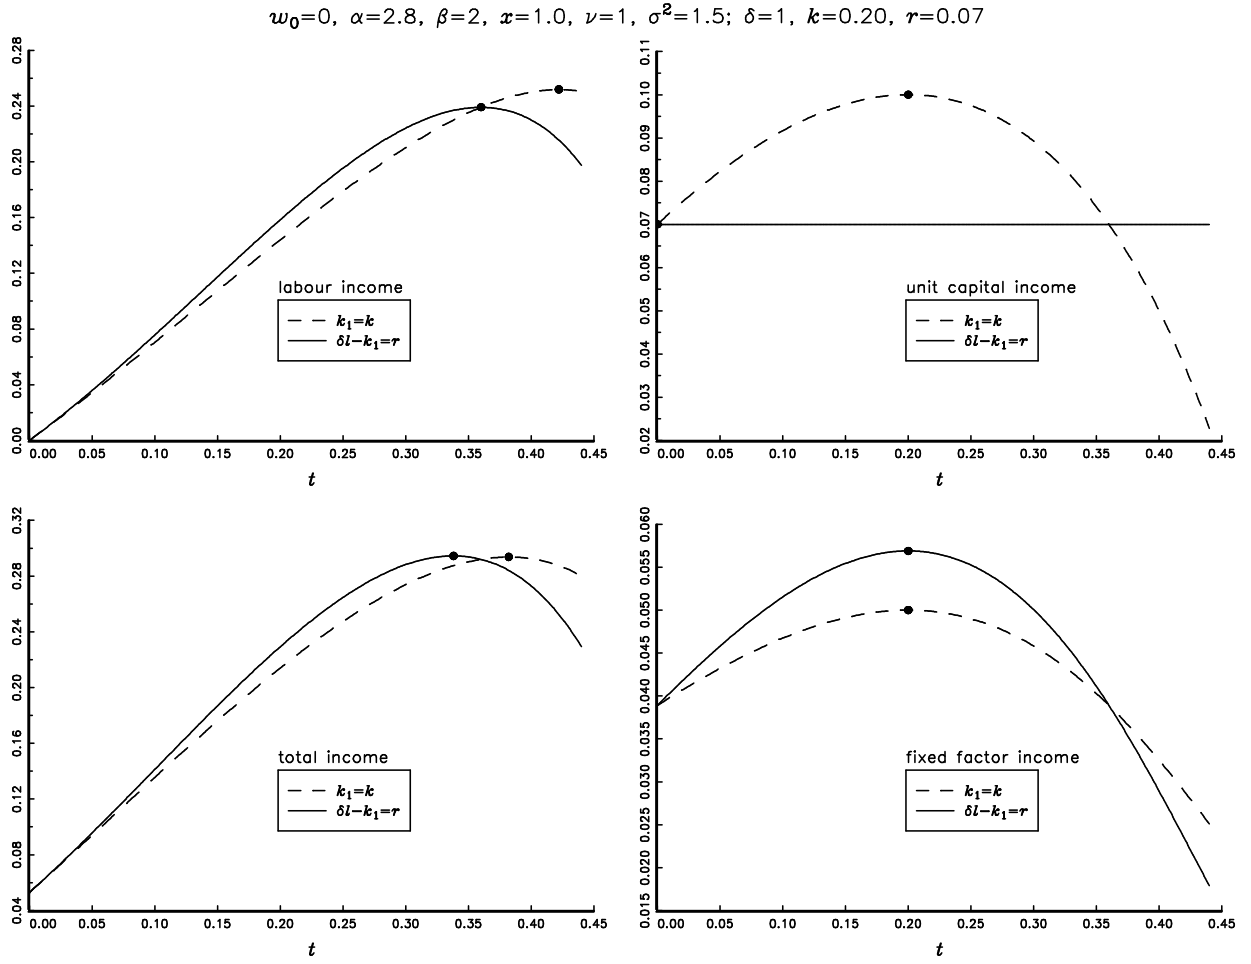 w₀=0, α=2.8, β=2, x=1.0, ν=1, σ²=1.5; δ=1, k=0.20, r=0.07
0.28
0.24
0.20
0.16
0.12
0.08
0.04
0.00
labour income
k₁=k
δl−k₁=r
0.00 0.05 0.10 0.15 0.20 0.25 0.30 0.35 0.40 0.45
t
0.11
0.10
0.09
0.08
0.07
0.06
0.05
0.04
0.03
0.02
unit capital income
k₁=k
δl−k₁=r
0.00 0.05 0.10 0.15 0.20 0.25 0.30 0.35 0.40 0.45
t
0.32
0.28
0.24
0.20
0.16
0.12
0.08
0.04
total income
k₁=k
δl−k₁=r
0.00 0.05 0.10 0.15 0.20 0.25 0.30 0.35 0.40 0.45
t
0.060
0.055
0.050
0.045
0.040
0.035
0.030
0.025
0.020
0.015
fixed factor income
k₁=k
δl−k₁=r
0.00 0.05 0.10 0.15 0.20 0.25 0.30 0.35 0.40 0.45
t